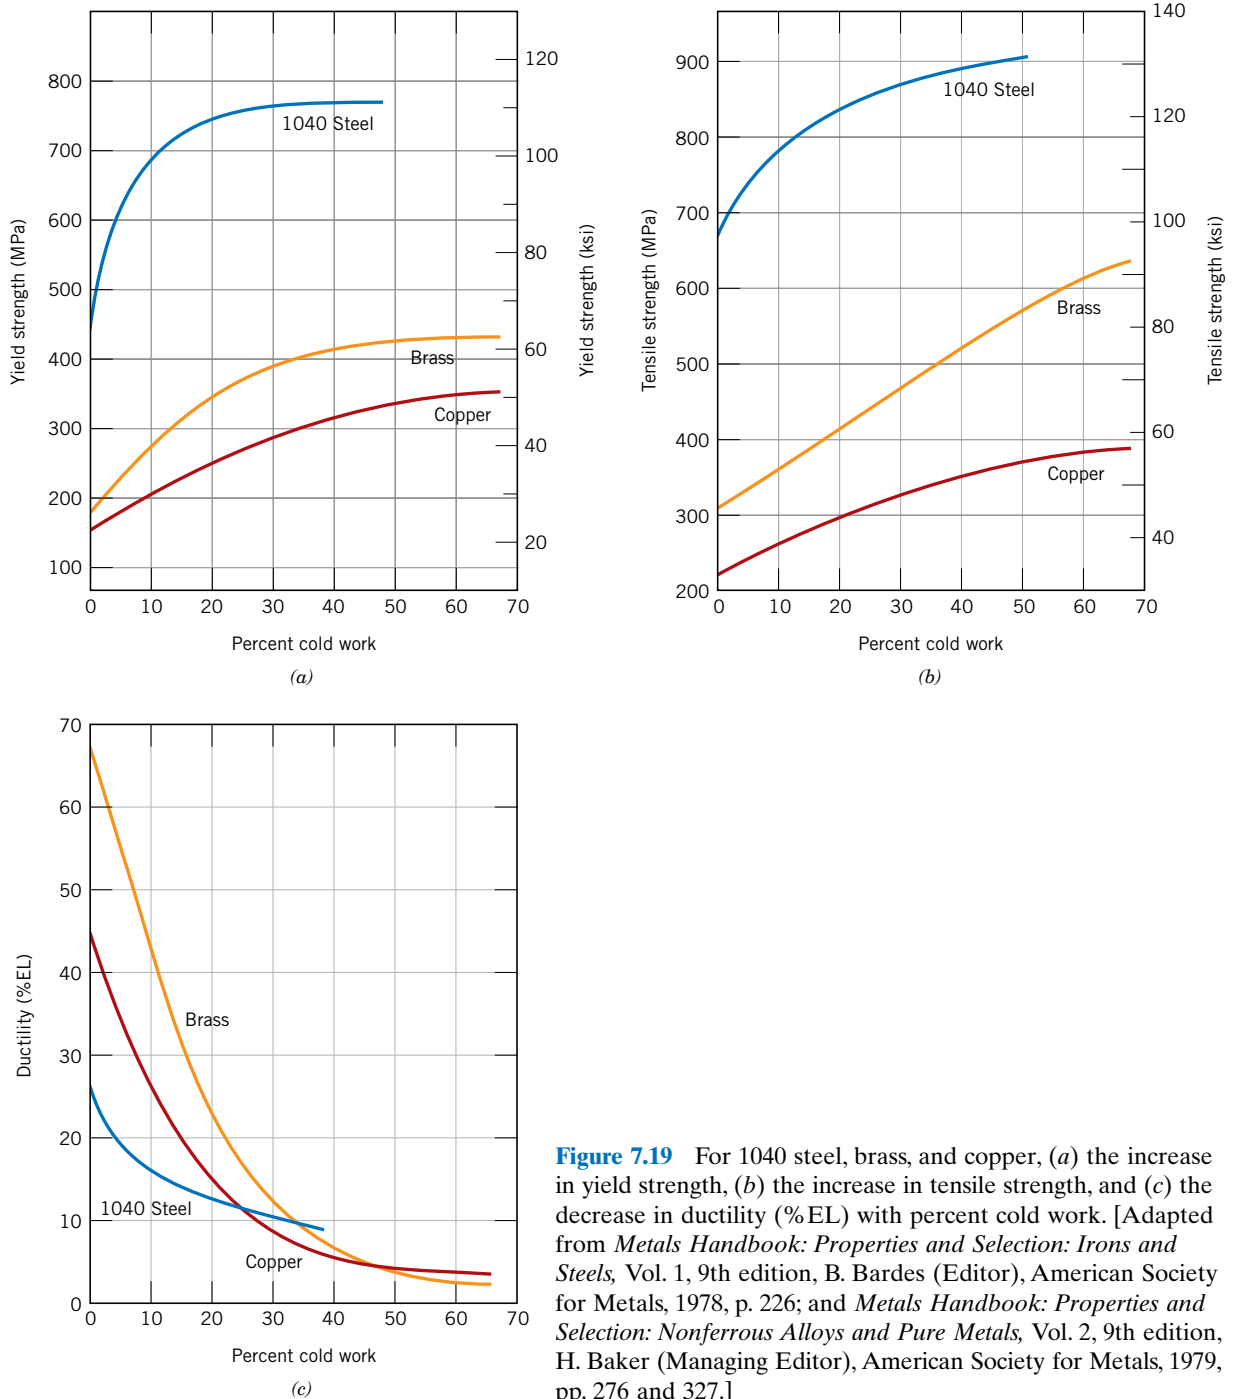 800
700
600
500
400
300
200
100
Yield strength (MPa)
120
100
80
60
40
20
Yield strength (ksi)
1040 Steel
Brass
Copper
0 10 20 30 40 50 60 70
Percent cold work
(a)
900
800
700
600
500
400
300
200
Tensile strength (MPa)
140
120
100
80
60
40
Tensile strength (ksi)
1040 Steel
Brass
Copper
0 10 20 30 40 50 60 70
Percent cold work
(b)
70
60
50
40
30
20
10
0
Ductility (%EL)
Brass
1040 Steel
Copper
0 10 20 30 40 50 60 70
Percent cold work
(c)
Figure 7.19 For 1040 steel, brass, and copper, (a) the increase
in yield strength, (b) the increase in tensile strength, and (c) the
decrease in ductility (%EL) with percent cold work. [Adapted
from Metals Handbook: Properties and Selection: Irons and
Steels, Vol. 1, 9th edition, B. Bardes (Editor), American Society
for Metals, 1978, p. 226; and Metals Handbook: Properties and
Selection: Nonferrous Alloys and Pure Metals, Vol. 2, 9th edition,
H. Baker (Managing Editor), American Society for Metals, 1979,
pp. 276 and 327.]